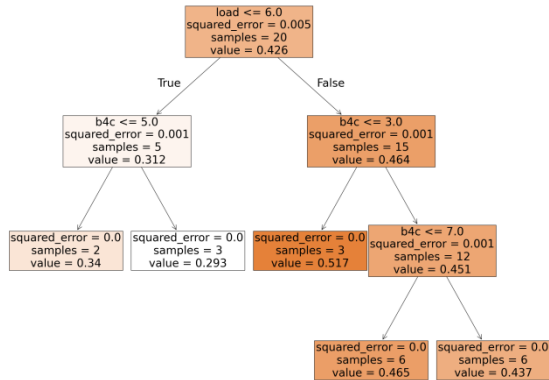 load <= 6.0
squared_error = 0.005
samples = 20
value = 0.426
True
False
b4c <= 5.0
squared_error = 0.001
samples = 5
value = 0.312
b4c <= 3.0
squared_error = 0.001
samples = 15
value = 0.464
squared_error = 0.0
samples = 2
value = 0.34
squared_error = 0.0
samples = 3
value = 0.293
squared_error = 0.0
samples = 3
value = 0.517
b4c <= 7.0
squared_error = 0.001
samples = 12
value = 0.451
squared_error = 0.0
samples = 6
value = 0.465
squared_error = 0.0
samples = 6
value = 0.437